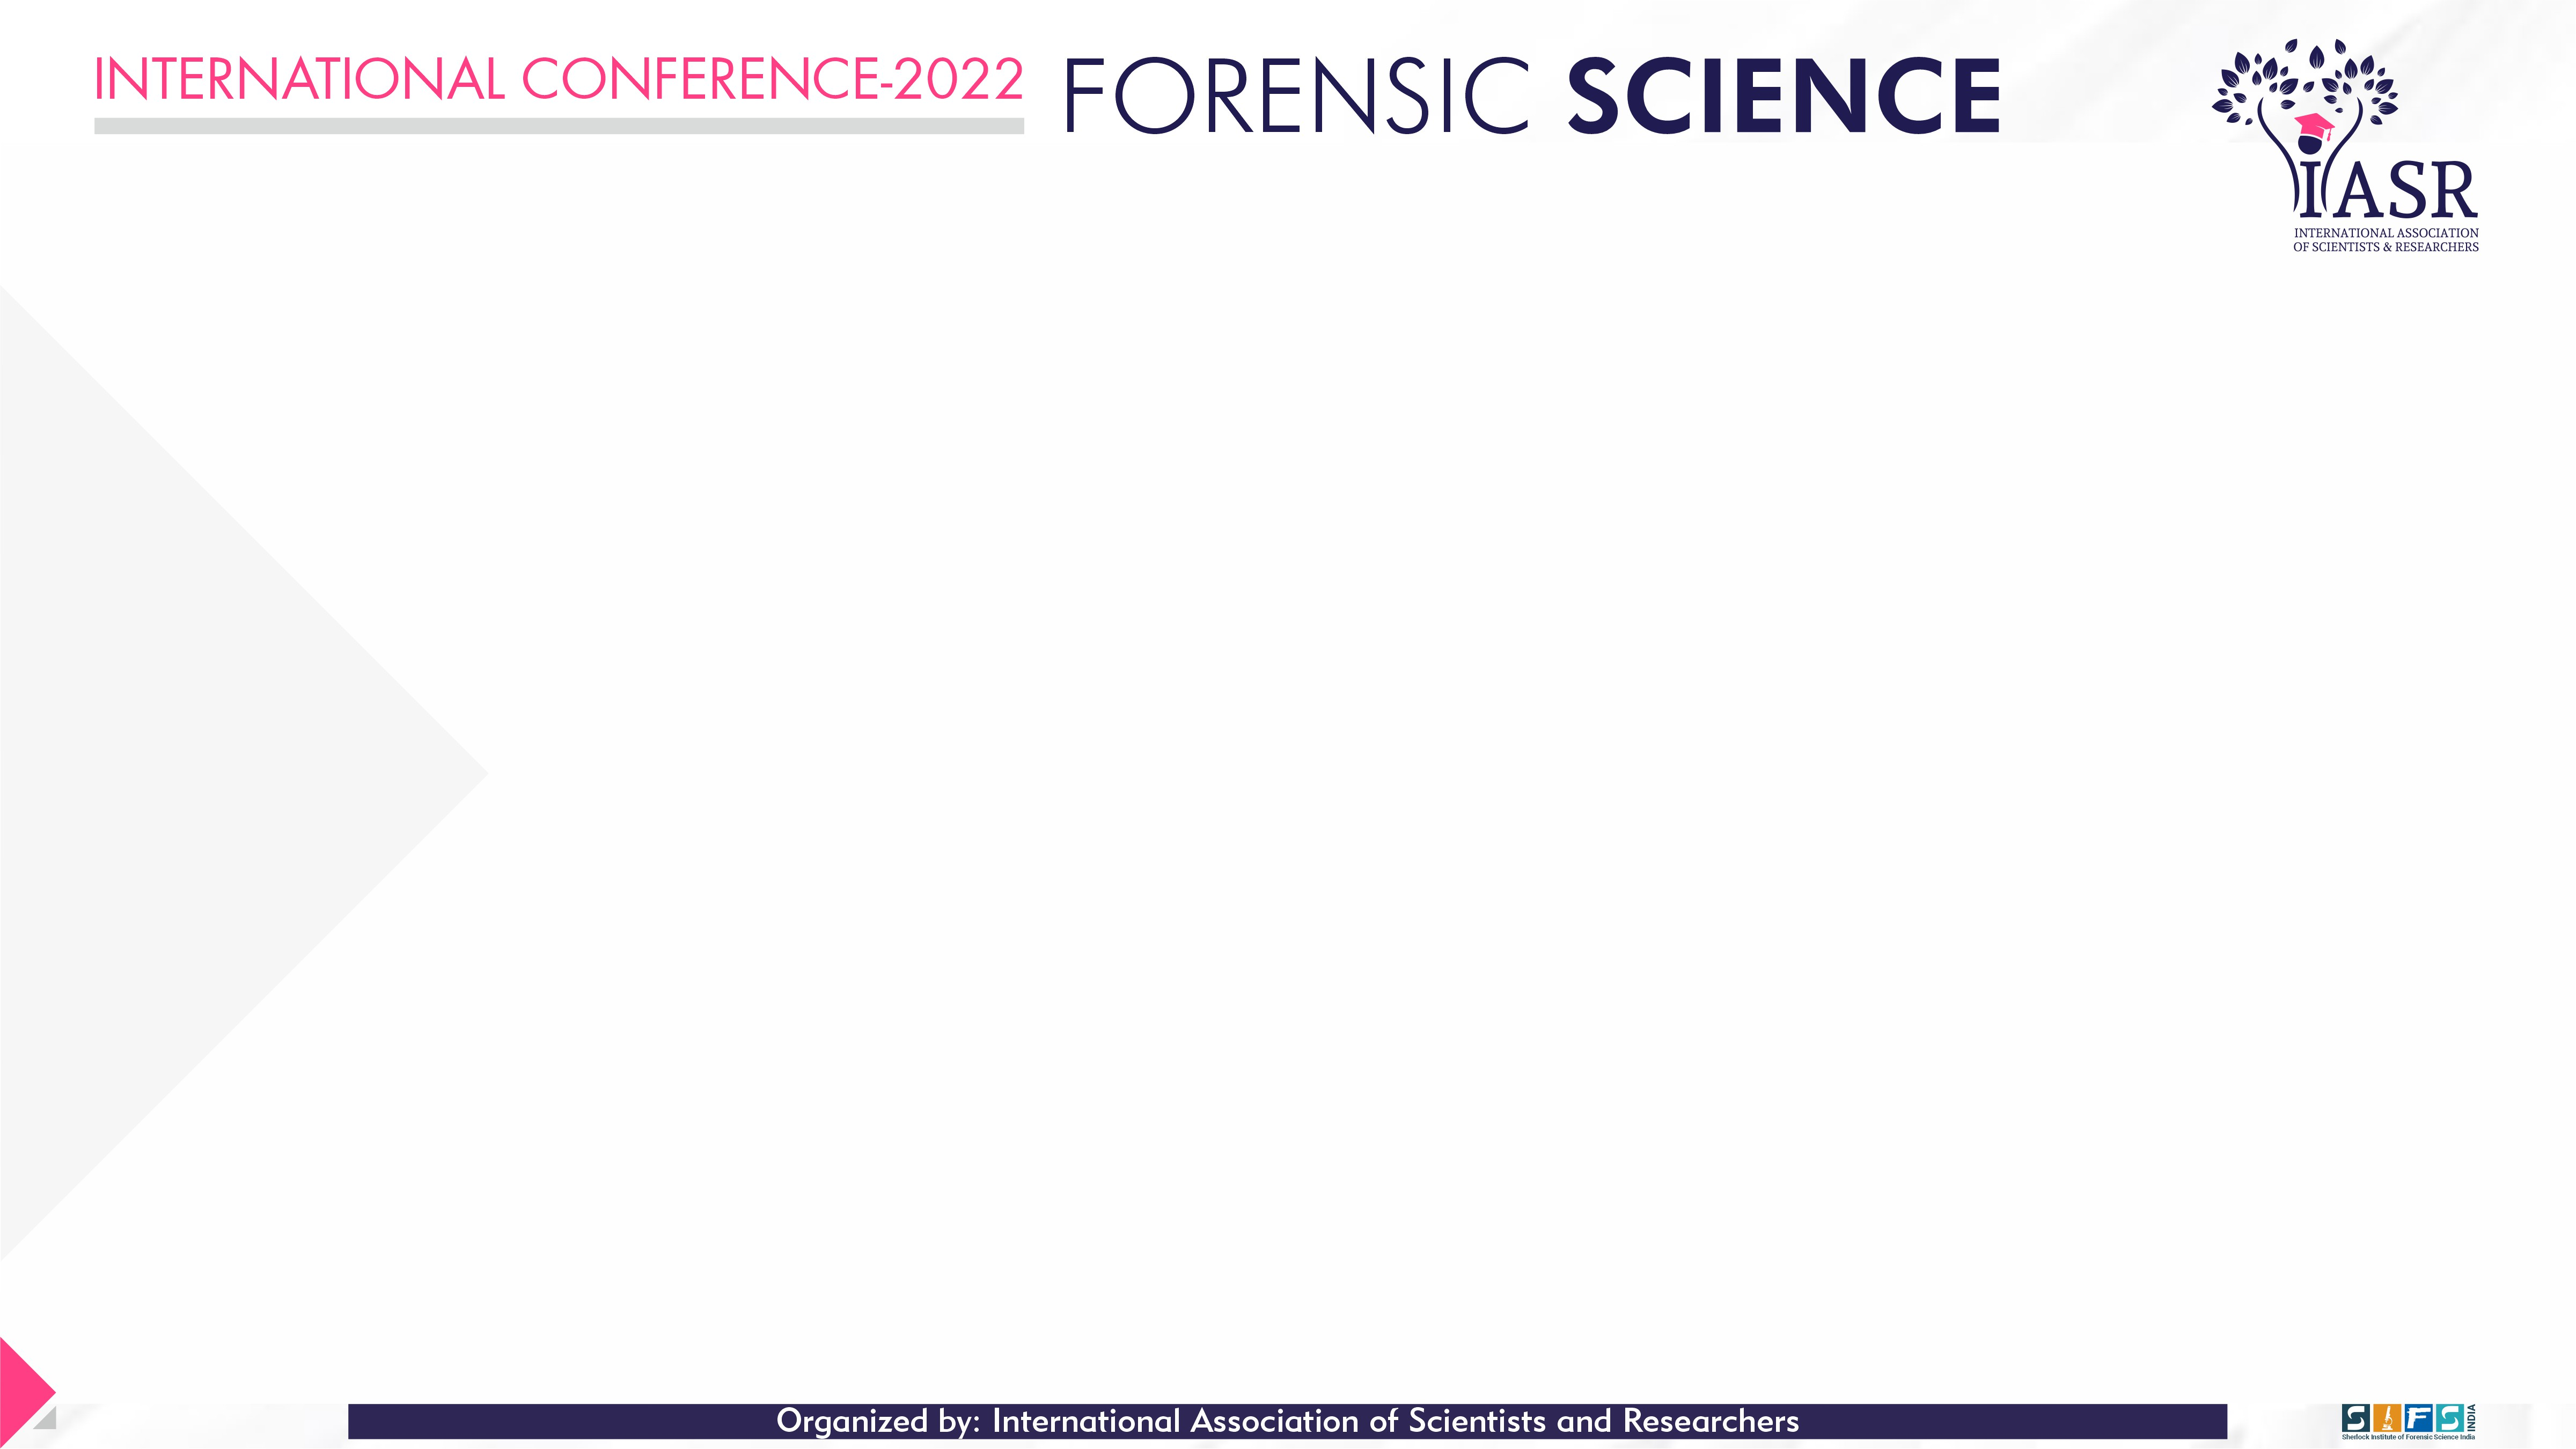 INTERNATIONAL CONFERENCE-2022
FORENSIC SCIENCE
IASR
INTERNATIONAL ASSOCIATION
OF SCIENTISTS & RESEARCHERS
Organized by: International Association of Scientists and Researchers
SIFS
INDIA
Sherlock Institute of Forensic Science India